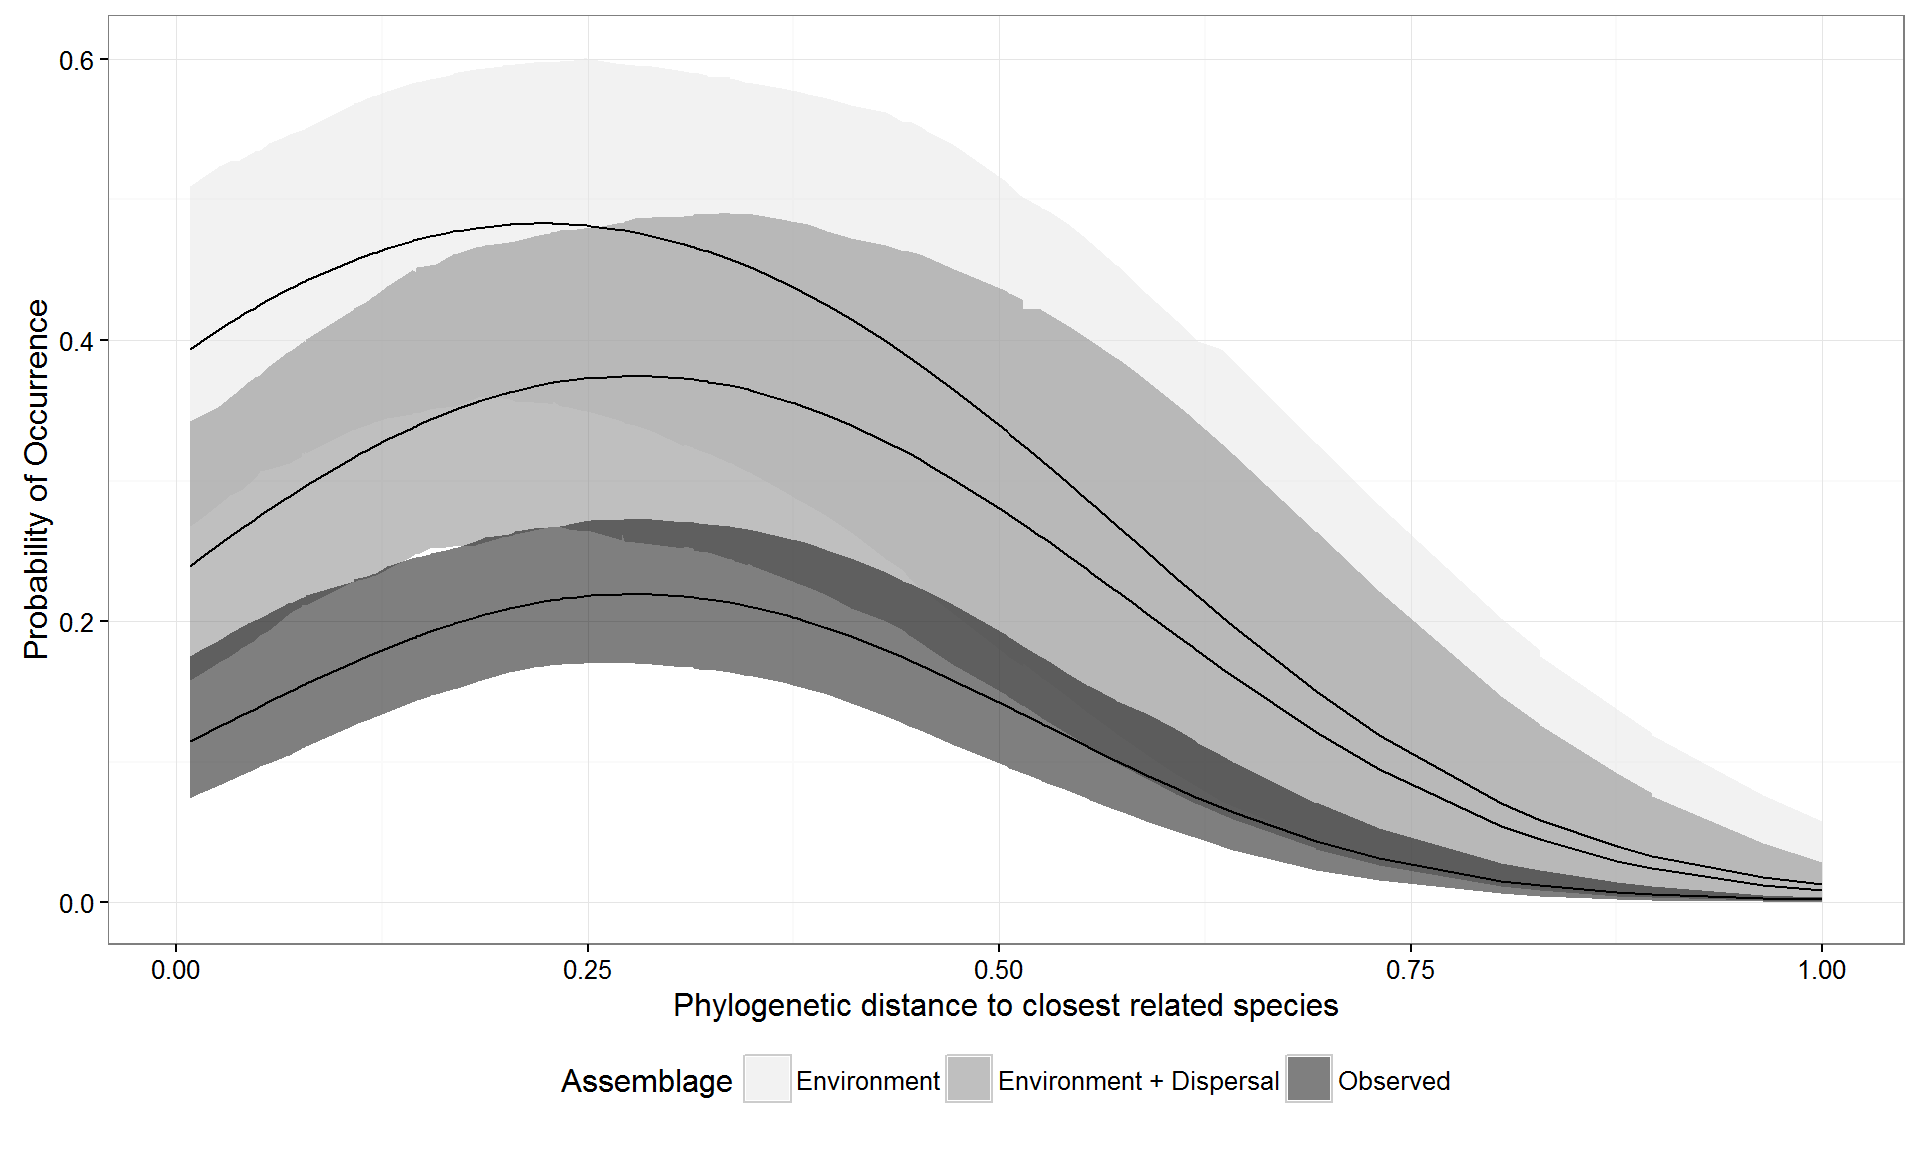 Probability of Occurrence
0.6
0.4
0.2
0.0
0.00 0.25 0.50 0.75 1.00
Phylogenetic distance to closest related species
Assemblage Environment Environment + Dispersal Observed